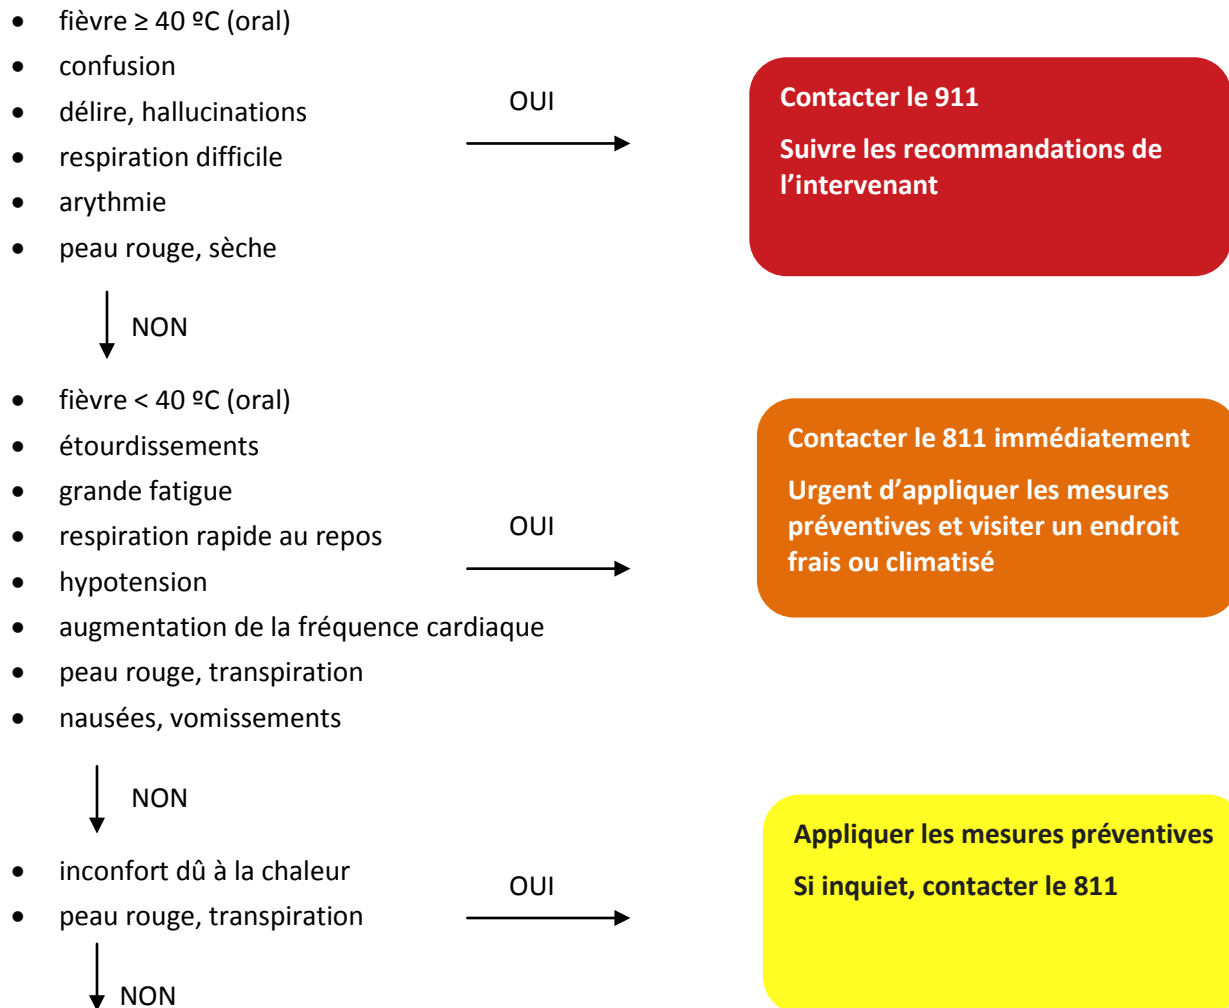 • fièvre ≥ 40 ºC (oral)
• confusion
• délire, hallucinations
• respiration difficile
• arythmie
• peau rouge, sèche
OUI
Contacter le 911
Suivre les recommandations de
l’intervenant
NON
• fièvre < 40 ºC (oral)
• étourdissements
• grande fatigue
• respiration rapide au repos
• hypotension
• augmentation de la fréquence cardiaque
• peau rouge, transpiration
• nausées, vomissements
OUI
Contacter le 811 immédiatement
Urgent d’appliquer les mesures
préventives et visiter un endroit
frais ou climatisé
NON
• inconfort dû à la chaleur
• peau rouge, transpiration
OUI
Appliquer les mesures préventives
Si inquiet, contacter le 811
NON